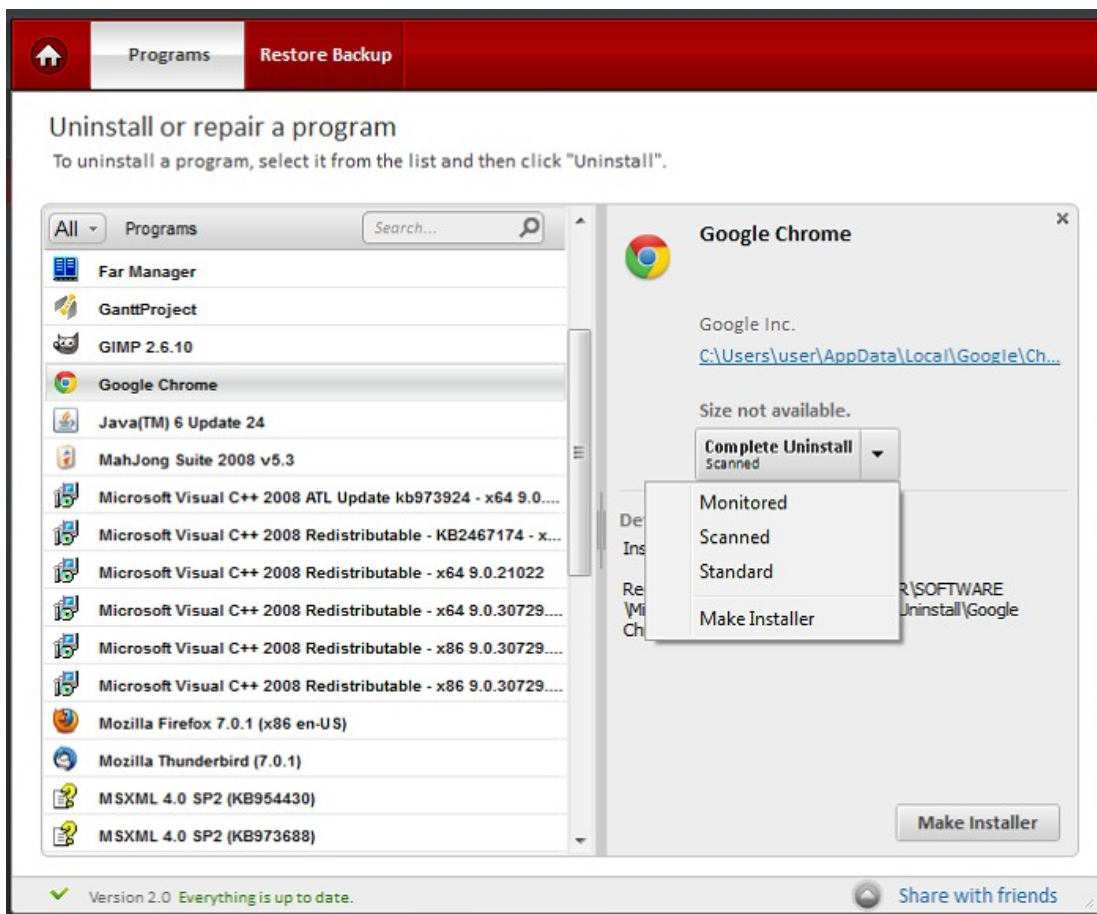 Programs
Restore Backup
Uninstall or repair a program
To uninstall a program, select it from the list and then click "Uninstall".
All
Programs
Search...
Far Manager
GanttProject
GIMP 2.6.10
Google Chrome
Java(TM) 6 Update 24
MahJong Suite 2008 v5.3
Microsoft Visual C++ 2008 ATL Update kb973924 - x64 9.0....
Microsoft Visual C++ 2008 Redistributable - KB2467174 - x...
Microsoft Visual C++ 2008 Redistributable - x64 9.0.21022
Microsoft Visual C++ 2008 Redistributable - x64 9.0.30729....
Microsoft Visual C++ 2008 Redistributable - x86 9.0.30729....
Microsoft Visual C++ 2008 Redistributable - x86 9.0.30729....
Mozilla Firefox 7.0.1 (x86 en-US)
Mozilla Thunderbird (7.0.1)
MSXML 4.0 SP2 (KB954430)
MSXML 4.0 SP2 (KB973688)
Google Chrome
Google Inc.
C:\Users\user\AppData\Local\Google\Ch...
Size not available.
Complete Uninstall
Scanned
Monitored
Scanned
Standard
Make Installer
De
Ins
Re R\SOFTWARE
\Mi Uninstall\Google
Ch
Make Installer
Version 2.0 Everything is up to date.
Share with friends